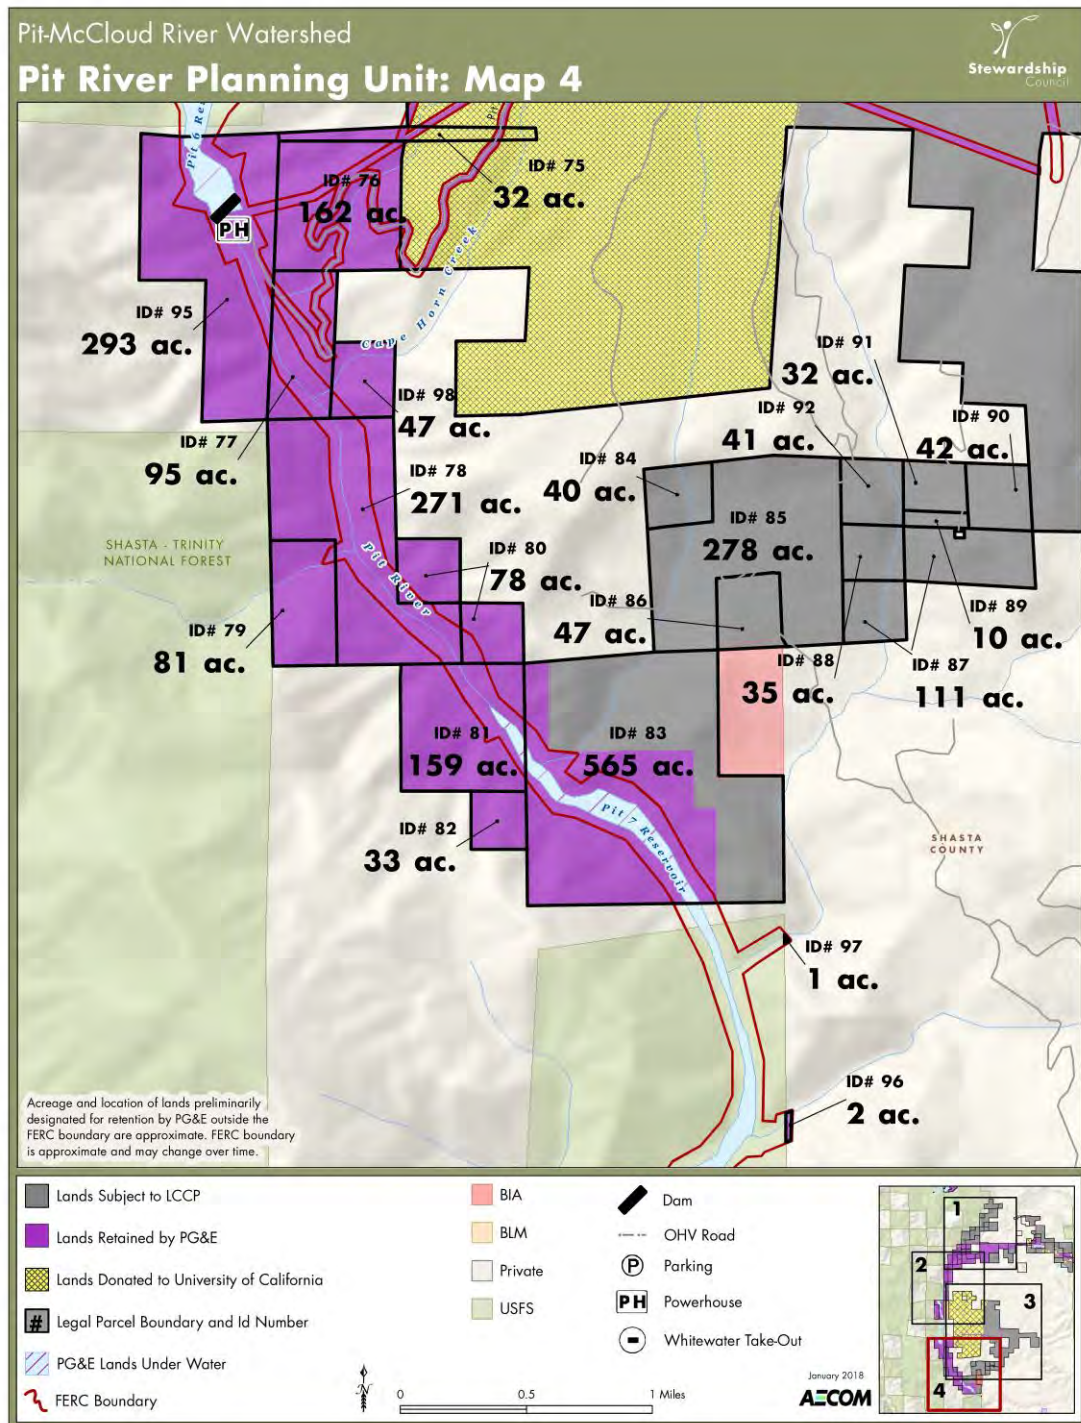 Pit-McCloud River Watershed
Pit River Planning Unit: Map 4
Stewardship
Council
Pit 6 Re
Pit
ID# 75
32 ac.
ID# 76
162 ac.
PH
Cape Horn Creek
ID# 95
293 ac.
ID# 91
32 ac.
ID# 98
47 ac.
ID# 92
41 ac.
ID# 90
42 ac.
ID# 77
95 ac.
ID# 78
271 ac.
ID# 84
40 ac.
ID# 85
278 ac.
SHASTA - TRINITY
NATIONAL FOREST
Pit River
ID# 80
78 ac.
ID# 86
47 ac.
ID# 89
10 ac.
ID# 79
81 ac.
ID# 88
35 ac.
ID# 87
111 ac.
ID# 81
159 ac.
ID# 83
565 ac.
Pit 7 Reservoir
ID# 82
33 ac.
SHASTA
COUNTY
ID# 97
1 ac.
ID# 96
2 ac.
Acreage and location of lands preliminarily
designated for retention by PG&E outside the
FERC boundary are approximate. FERC boundary
is approximate and may change over time.
Lands Subject to LCCP
Lands Retained by PG&E
Lands Donated to University of California
# Legal Parcel Boundary and Id Number
PG&E Lands Under Water
FERC Boundary
BIA
BLM
Private
USFS
Dam
OHV Road
P Parking
PH Powerhouse
Whitewater Take-Out
N
0 0.5 1 Miles
January 2018
AECOM
1
2
3
4